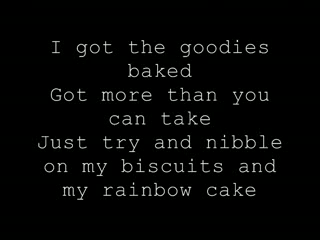 I got the goodies
baked
Got more than you
can take
Just try and nibble
on my biscuits and
my rainbow cake